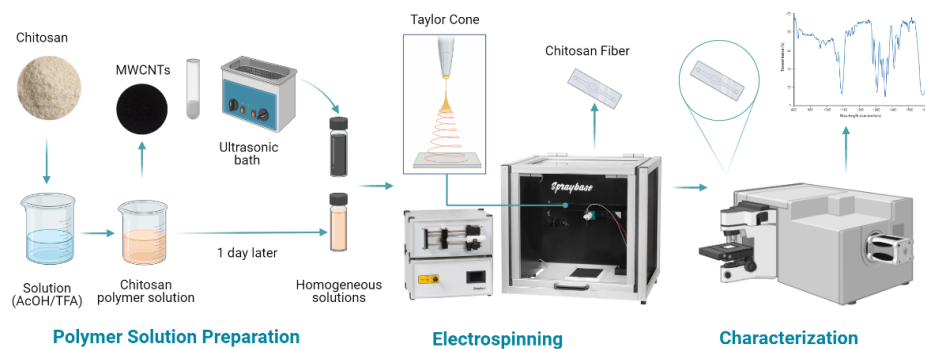 Taylor Cone
Chitosan
MWCNTs
Chitosan Fiber
Ultrasonic
bath
Spraybase
1 day later
Solution
(AcOH/TFA)
Chitosan
polymer solution
Homogeneous
solutions
Polymer Solution Preparation
Electrospinning
Characterization